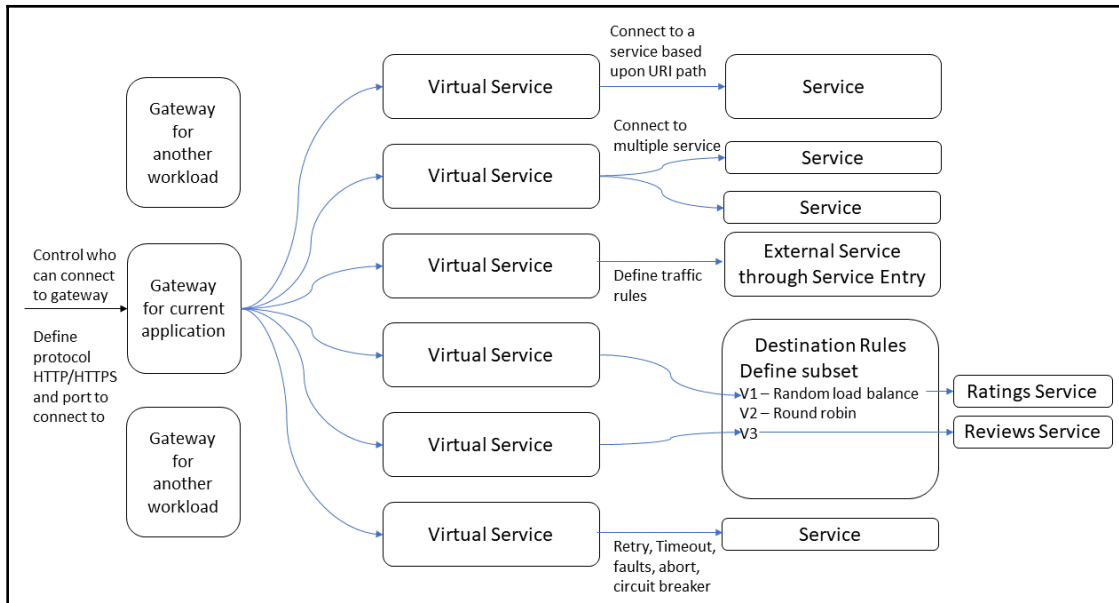 Gateway
for
another
workload
Control who
can connect
to gateway
Define
protocol
HTTP/HTTPS
and port to
connect to
Gateway
for current
application
Gateway
for
another
workload
Virtual Service
Connect to a
service based
upon URI path
Service
Virtual Service
Connect to
multiple service
Service
Service
Virtual Service
Define traffic
rules
External Service
through Service Entry
Virtual Service
Virtual Service
Destination Rules
Define subset
V1 – Random load balance
V2 – Round robin
V3
Ratings Service
Reviews Service
Virtual Service
Retry, Timeout,
faults, abort,
circuit breaker
Service